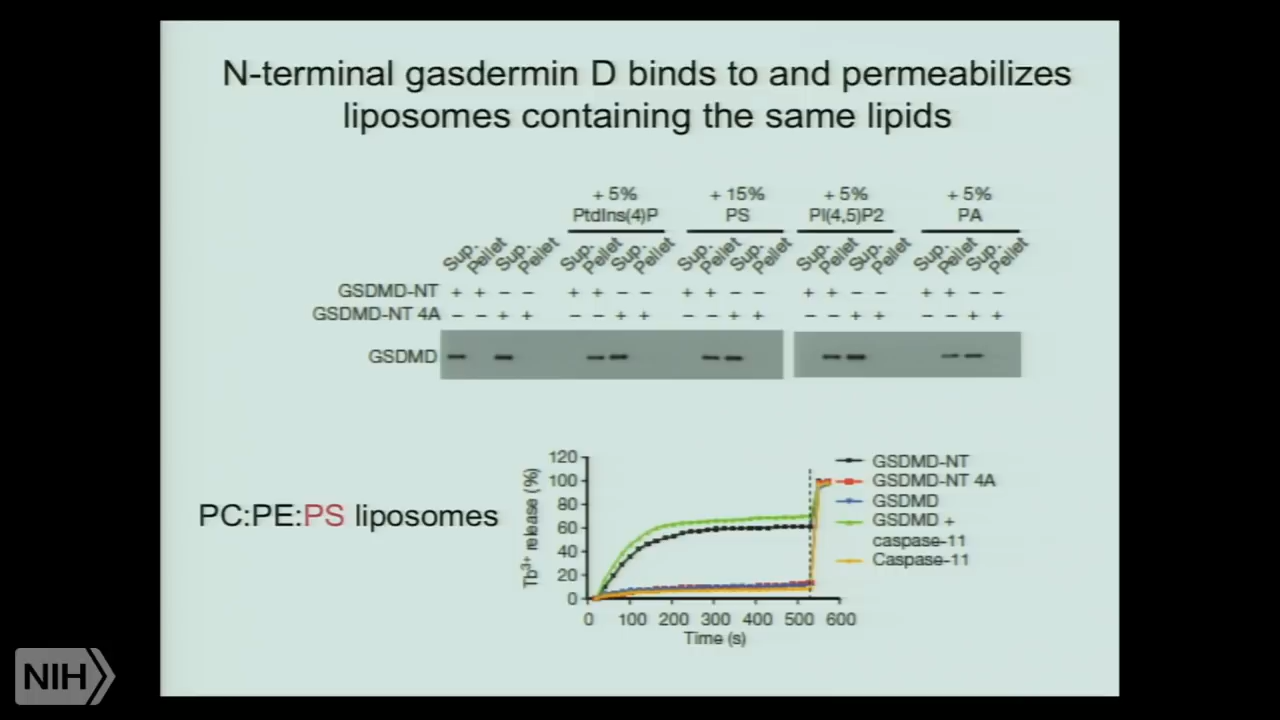 N-terminal gasdermin D binds to and permeabilizes
liposomes containing the same lipids
+ 5% + 15% + 5% + 5%
PtdIns(4)P PS PI(4,5)P2 PA
Sup. Pellet Sup. Pellet Sup. Pellet Sup. Pellet Sup. Pellet Sup. Pellet Sup. Pellet Sup. Pellet Sup. Pellet Sup. Pellet
GSDMD-NT + + – – + + – – + + – – + + – – + + – –
GSDMD-NT 4A – – + + – – + + – – + + – – + + – – + +
GSDMD
PC:PE:PS liposomes
Tb3+ release (%)
120
100
80
60
40
20
0
0 100 200 300 400 500 600
Time (s)
GSDMD-NT
GSDMD-NT 4A
GSDMD
GSDMD +
caspase-11
Caspase-11
NIH